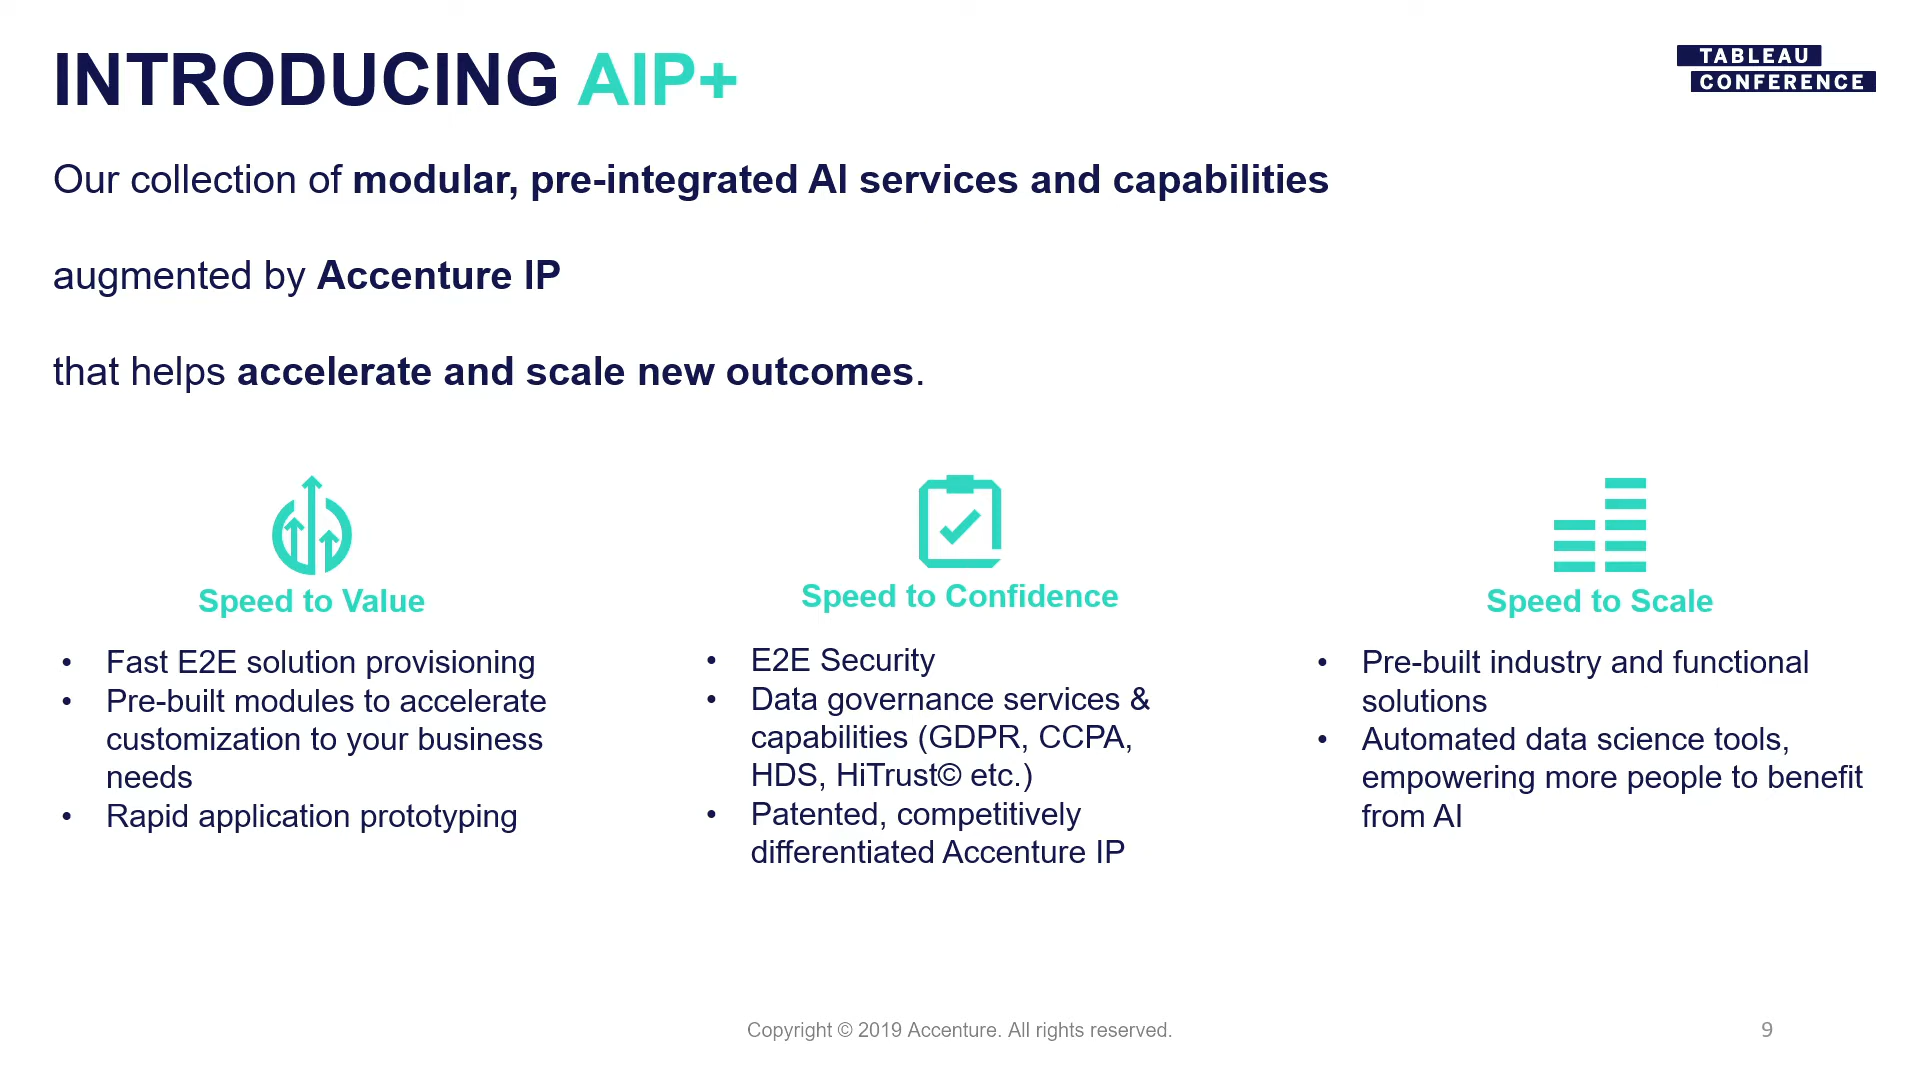 INTRODUCING AIP+
TABLEAU
CONFERENCE
Our collection of modular, pre-integrated AI services and capabilities
augmented by Accenture IP
that helps accelerate and scale new outcomes.
Speed to Value
• Fast E2E solution provisioning
• Pre-built modules to accelerate
customization to your business
needs
• Rapid application prototyping
Speed to Confidence
• E2E Security
• Data governance services &
capabilities (GDPR, CCPA,
HDS, HiTrust© etc.)
• Patented, competitively
differentiated Accenture IP
Speed to Scale
• Pre-built industry and functional
solutions
• Automated data science tools,
empowering more people to benefit
from AI
Copyright © 2019 Accenture. All rights reserved.
9